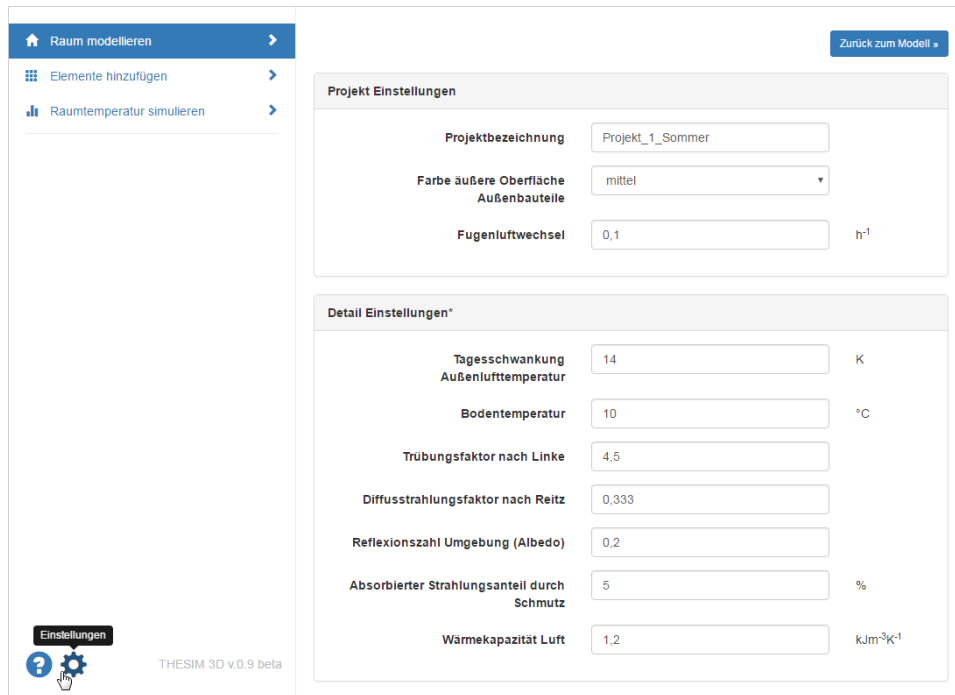 Raum modellieren
Elemente hinzufügen
Raumtemperatur simulieren
Zurück zum Modell »
Projekt Einstellungen
Projektbezeichnung Projekt_1_Sommer
Farbe äußere Oberfläche mittel
Außenbauteile
Fugenluftwechsel 0,1 h-1
Detail Einstellungen*
Tagesschwankung 14 K
Außenlufttemperatur
Bodentemperatur 10 °C
Trübungsfaktor nach Linke 4,5
Diffusstrahlungsfaktor nach Reitz 0,333
Reflexionszahl Umgebung (Albedo) 0,2
Absorbierter Strahlungsanteil durch 5 %
Schmutz
Wärmekapazität Luft 1,2 kJm-3K-1
Einstellungen
?
THESIM 3D v.0.9 beta